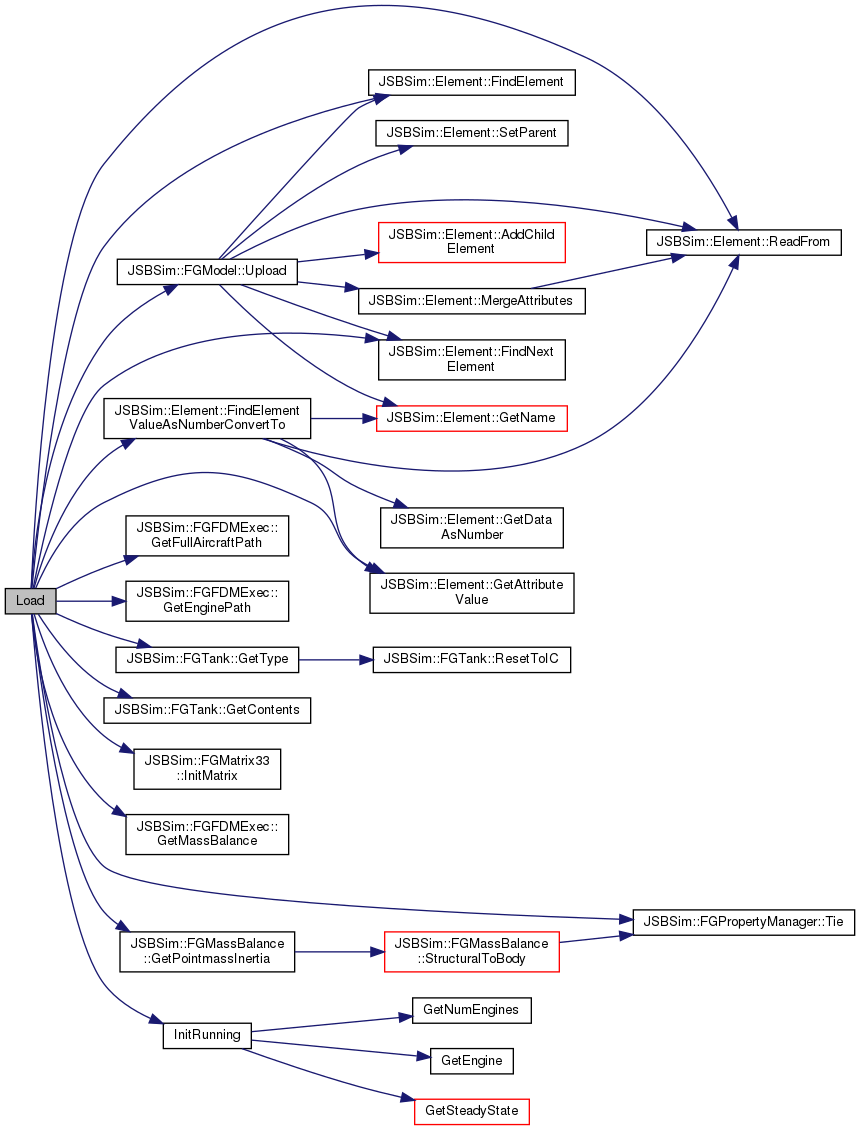 JSBSim::Element::FindElement
JSBSim::Element::SetParent
JSBSim::Element::AddChild
Element
JSBSim::Element::ReadFrom
JSBSim::FGModel::Upload
JSBSim::Element::MergeAttributes
JSBSim::Element::FindNext
Element
JSBSim::Element::FindElement
ValueAsNumberConvertTo
JSBSim::Element::GetName
JSBSim::Element::GetData
AsNumber
JSBSim::FGFDMExec::
GetFullAircraftPath
JSBSim::Element::GetAttribute
Value
Load
JSBSim::FGFDMExec::
GetEnginePath
JSBSim::FGTank::GetType
JSBSim::FGTank::ResetToIC
JSBSim::FGTank::GetContents
JSBSim::FGMatrix33
::InitMatrix
JSBSim::FGFDMExec::
GetMassBalance
JSBSim::FGPropertyManager::Tie
JSBSim::FGMassBalance
::GetPointmassInertia
JSBSim::FGMassBalance
::StructuralToBody
GetNumEngines
InitRunning
GetEngine
GetSteadyState